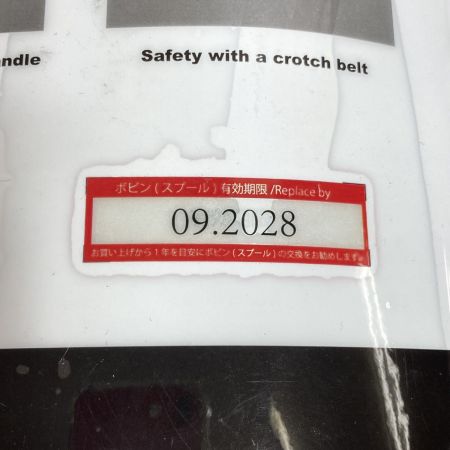 ndle
Safety with a crotch belt
ボビン(スプール)有効期限/Replace by
09.2028
お買い上げから1年を目安にボビン(スプール)の交換をお勧めします。